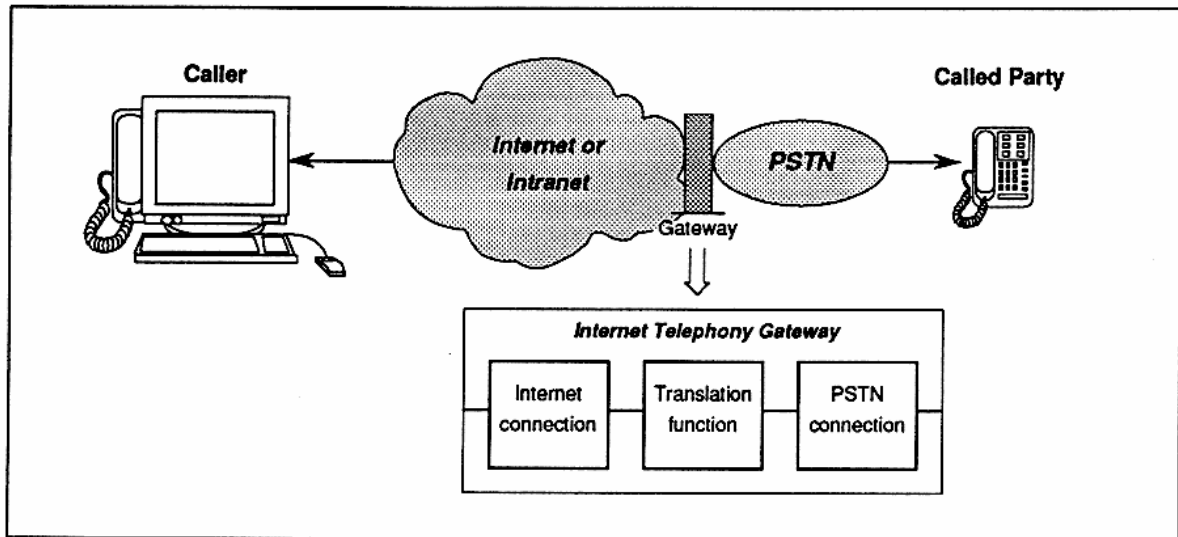 Caller
Called Party
Internet or
Intranet
PSTN
Gateway
Internet Telephony Gateway
Internet
connection
Translation
function
PSTN
connection